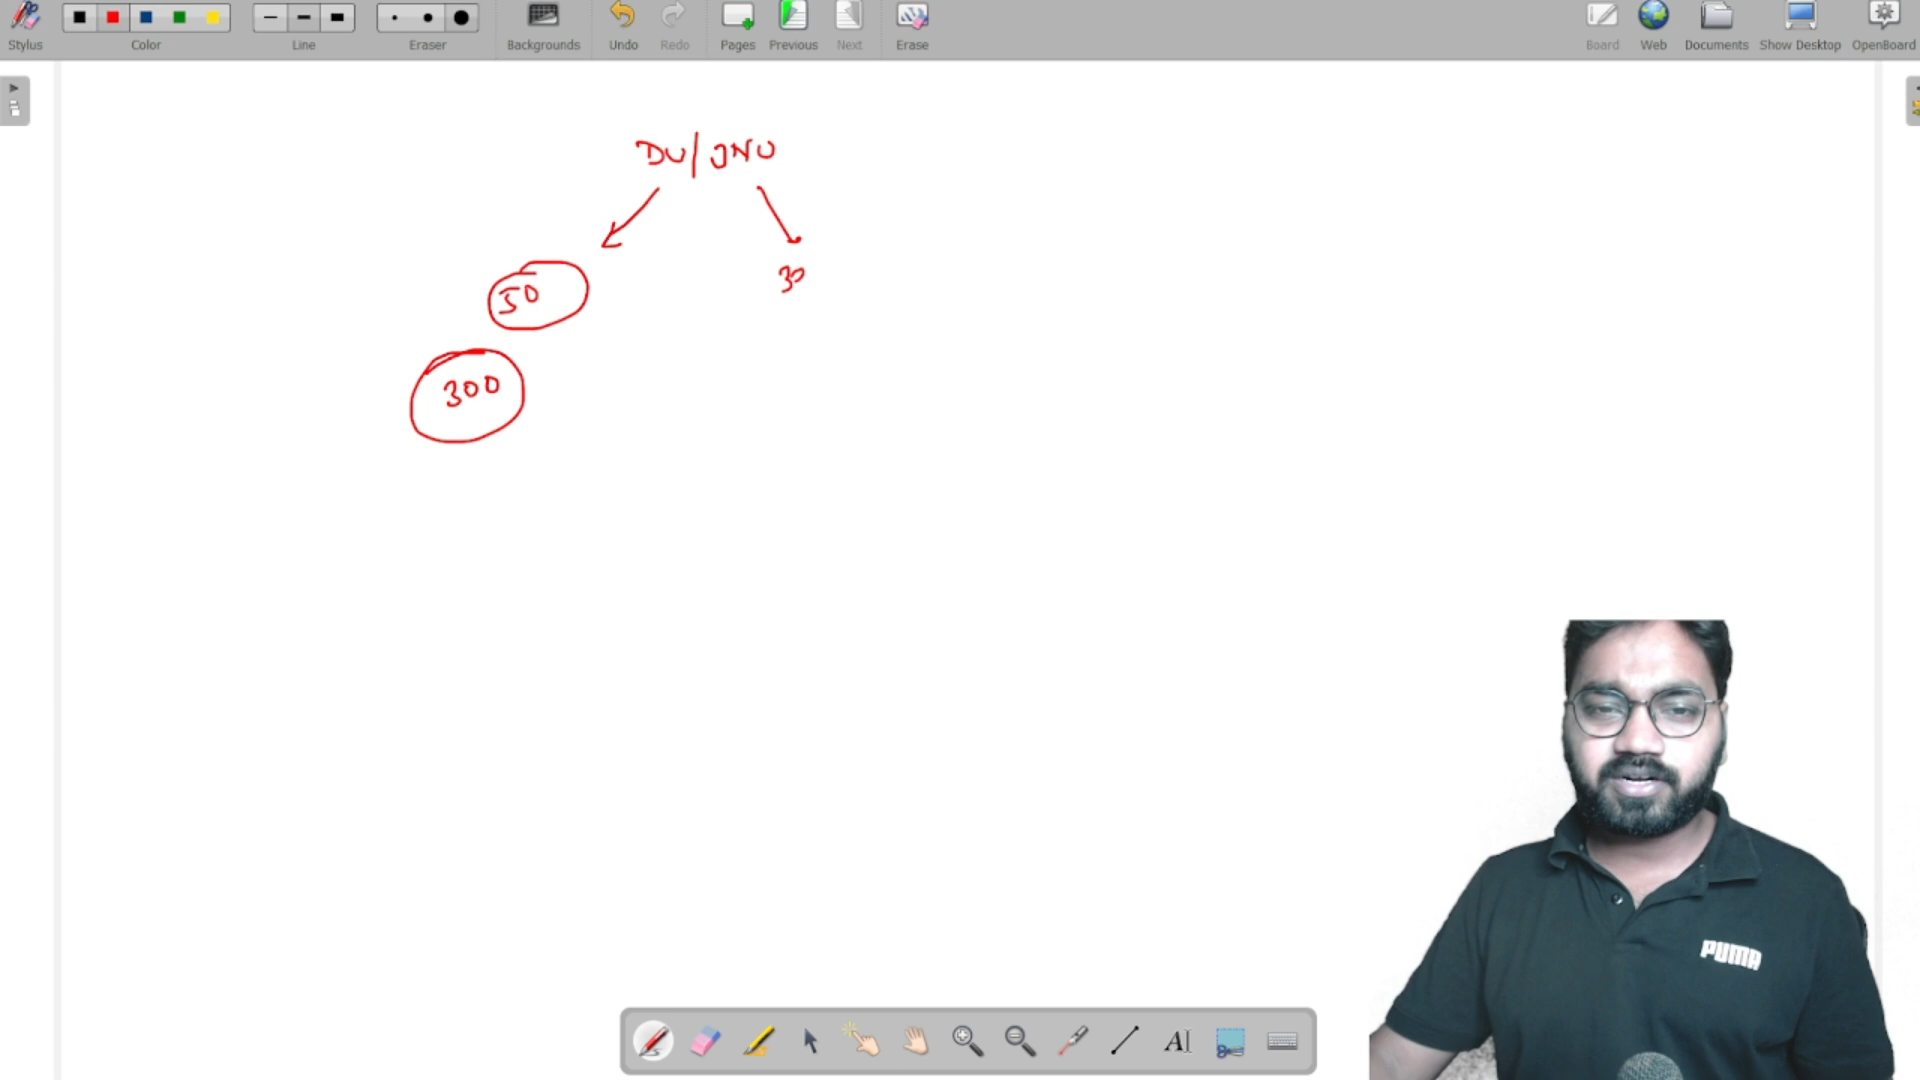 Stylus Color Line Eraser Backgrounds Undo Redo Pages Previous Next Erase Board Web Documents Show Desktop OpenBoard
DU/JNU
50 30
300
PUMA
AI